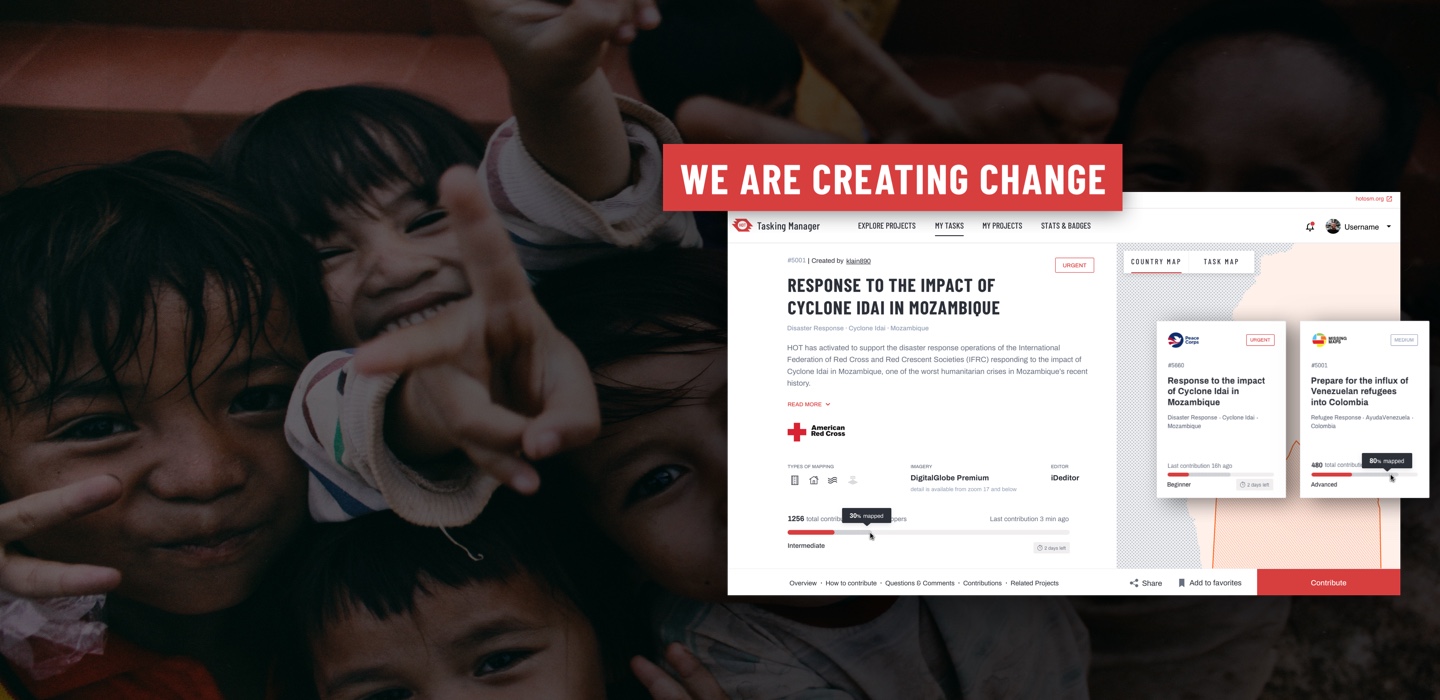 WE ARE CREATING CHANGE
hotosm.org
Tasking Manager
EXPLORE PROJECTS
MY TASKS
MY PROJECTS
STATS & BADGES
Username
#5001 | Created by klain890
URGENT
RESPONSE TO THE IMPACT OF
CYCLONE IDAI IN MOZAMBIQUE
Disaster Response · Cyclone Idai · Mozambique
HOT has activated to support the disaster response operations of the International
Federation of Red Cross and Red Crescent Societies (IFRC) responding to the impact of
Cyclone Idai in Mozambique, one of the worst humanitarian crises in Mozambique's recent
history.
READ MORE
American
Red Cross
TYPES OF MAPPING
IMAGERY
DigitalGlobe Premium
detail is available from zoom 17 and below
EDITOR
iDeditor
1256 total contrib
30% mapped
ppers
Last contribution 3 min ago
Intermediate
2 days left
COUNTRY MAP
TASK MAP
Peace
Corps
URGENT
#5660
Response to the impact
of Cyclone Idai in
Mozambique
Disaster Response · Cyclone Idai -
Mozambique
Last contribution 16h ago
Beginner
2 days left
MISSING
MAPS
MEDIUM
#5001
Prepare for the influx of
Venezuelan refugees
into Colombia
Refugee Response · AyudaVenezuela ·
Colombia
480 total contribut
80% mapped
Advanced
Overview · How to contribute · Questions & Comments · Contributions · Related Projects
Share
Add to favorites
Contribute